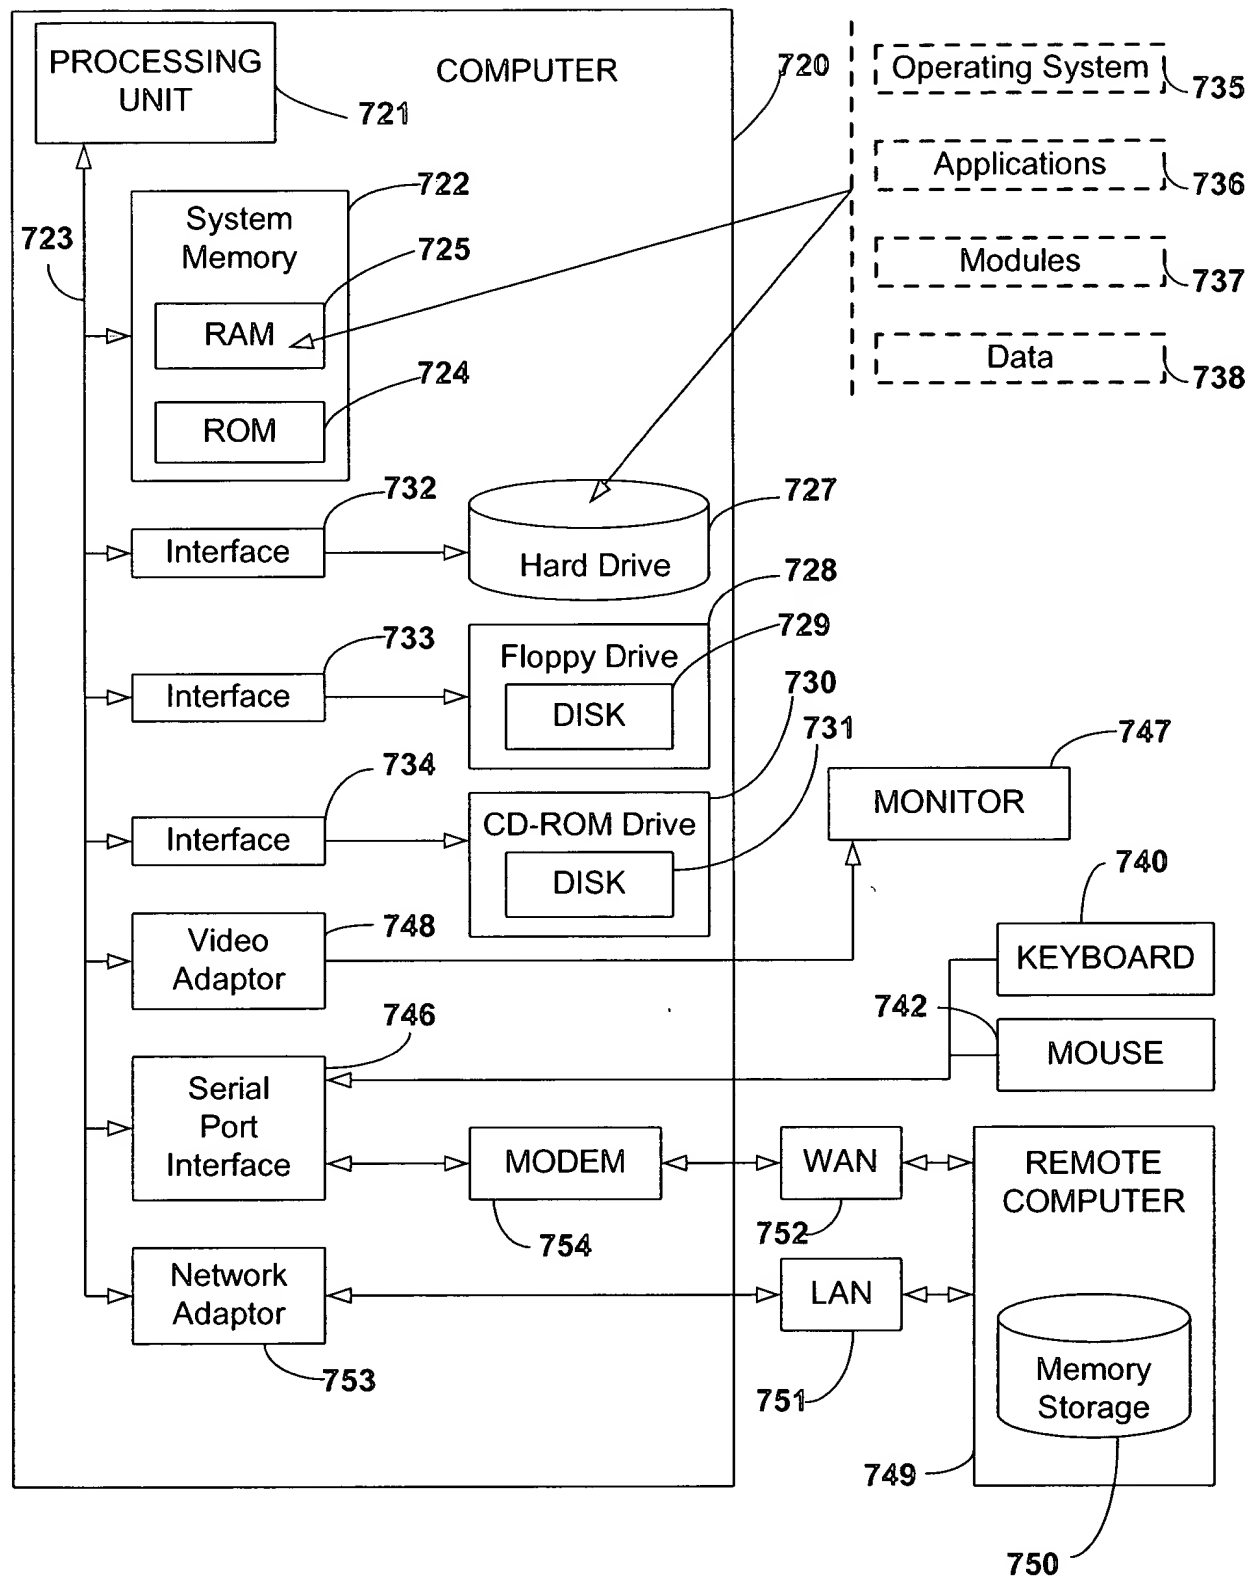 PROCESSING
UNIT
721
COMPUTER
720
Operating System
735
Applications
736
Modules
737
Data
738
722
System
Memory
723
725
RAM
724
ROM
732
Interface
727
Hard Drive
728
729
733
Interface
Floppy Drive
DISK
730
731
734
Interface
CD-ROM Drive
DISK
747
MONITOR
748
Video
Adaptor
740
KEYBOARD
742
MOUSE
746
Serial
Port
Interface
MODEM
754
WAN
752
REMOTE
COMPUTER
Network
Adaptor
753
LAN
751
Memory
Storage
749
750